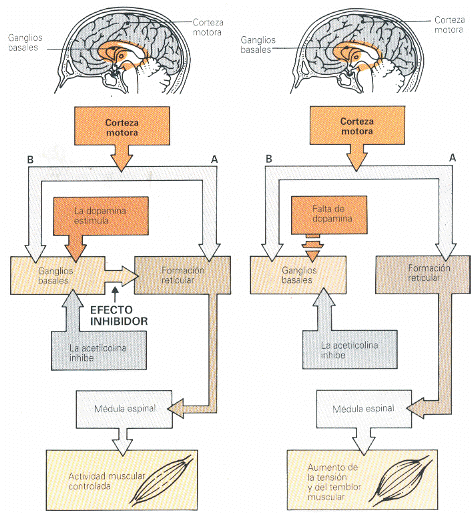 Ganglios
basales
Corteza
motora
Corteza
motora
B
A
La dopamina
estimula
Ganglios
basales
Formación
reticular
EFECTO
INHIBIDOR
La acetilcolina
inhibe
Médula espinal
Actividad muscular
controlada
Ganglios
basales
Corteza
motora
Corteza
motora
B
A
Falta de
dopamina
Ganglios
basales
Formación
reticular
La acetilcolina
inhibe
Médula espinal
Aumento de
la tensión
y del temblor
muscular